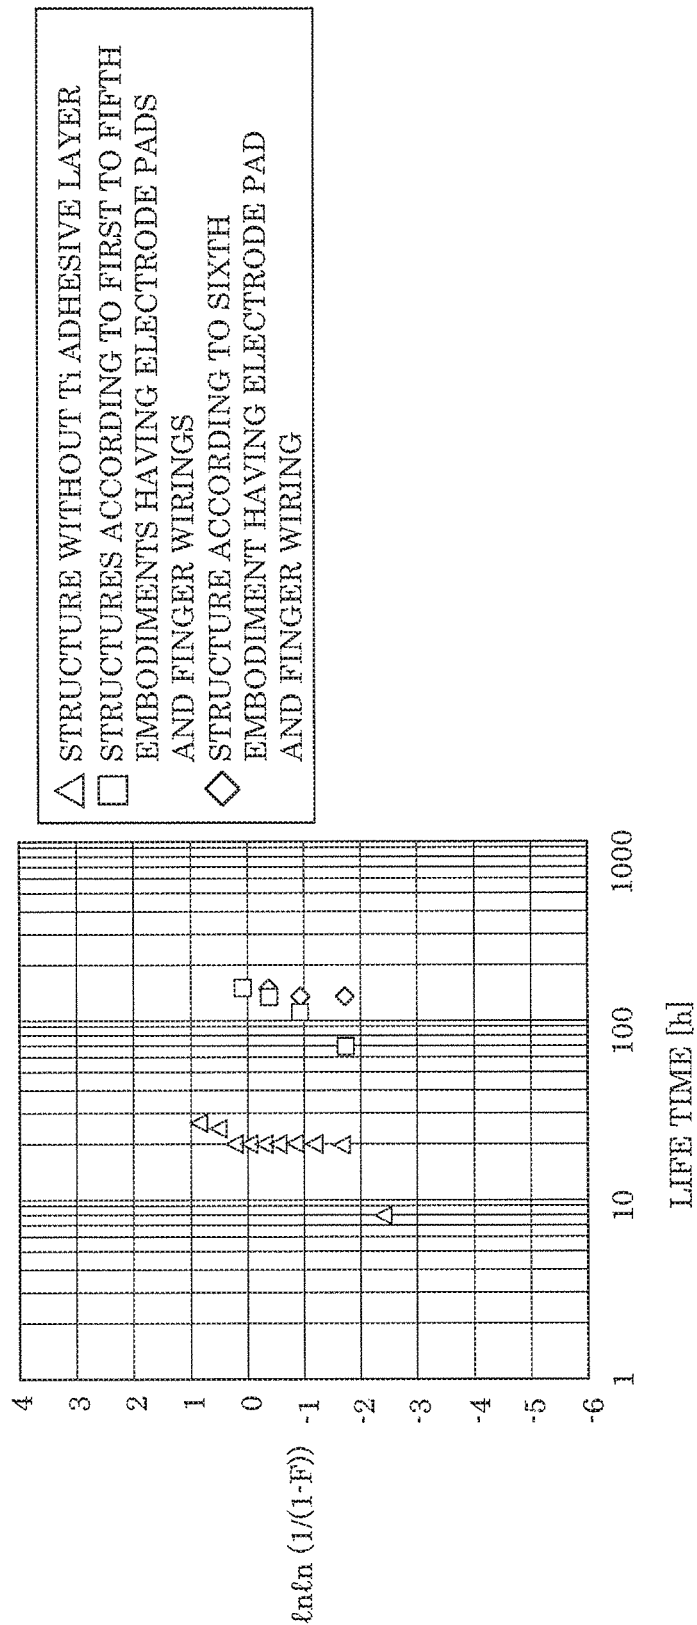 △ STRUCTURE WITHOUT Ti ADHESIVE LAYER
□ STRUCTURES ACCORDING TO FIRST TO FIFTH
EMBODIMENTS HAVING ELECTRODE PADS
AND FINGER WIRINGS
◇ STRUCTURE ACCORDING TO SIXTH
EMBODIMENT HAVING ELECTRODE PAD
AND FINGER WIRING
4
3
2
1
0
-1
-2
-3
-4
-5
-6
ℓnℓn (1/(1-F))
1
10
100
1000
LIFE TIME [h]